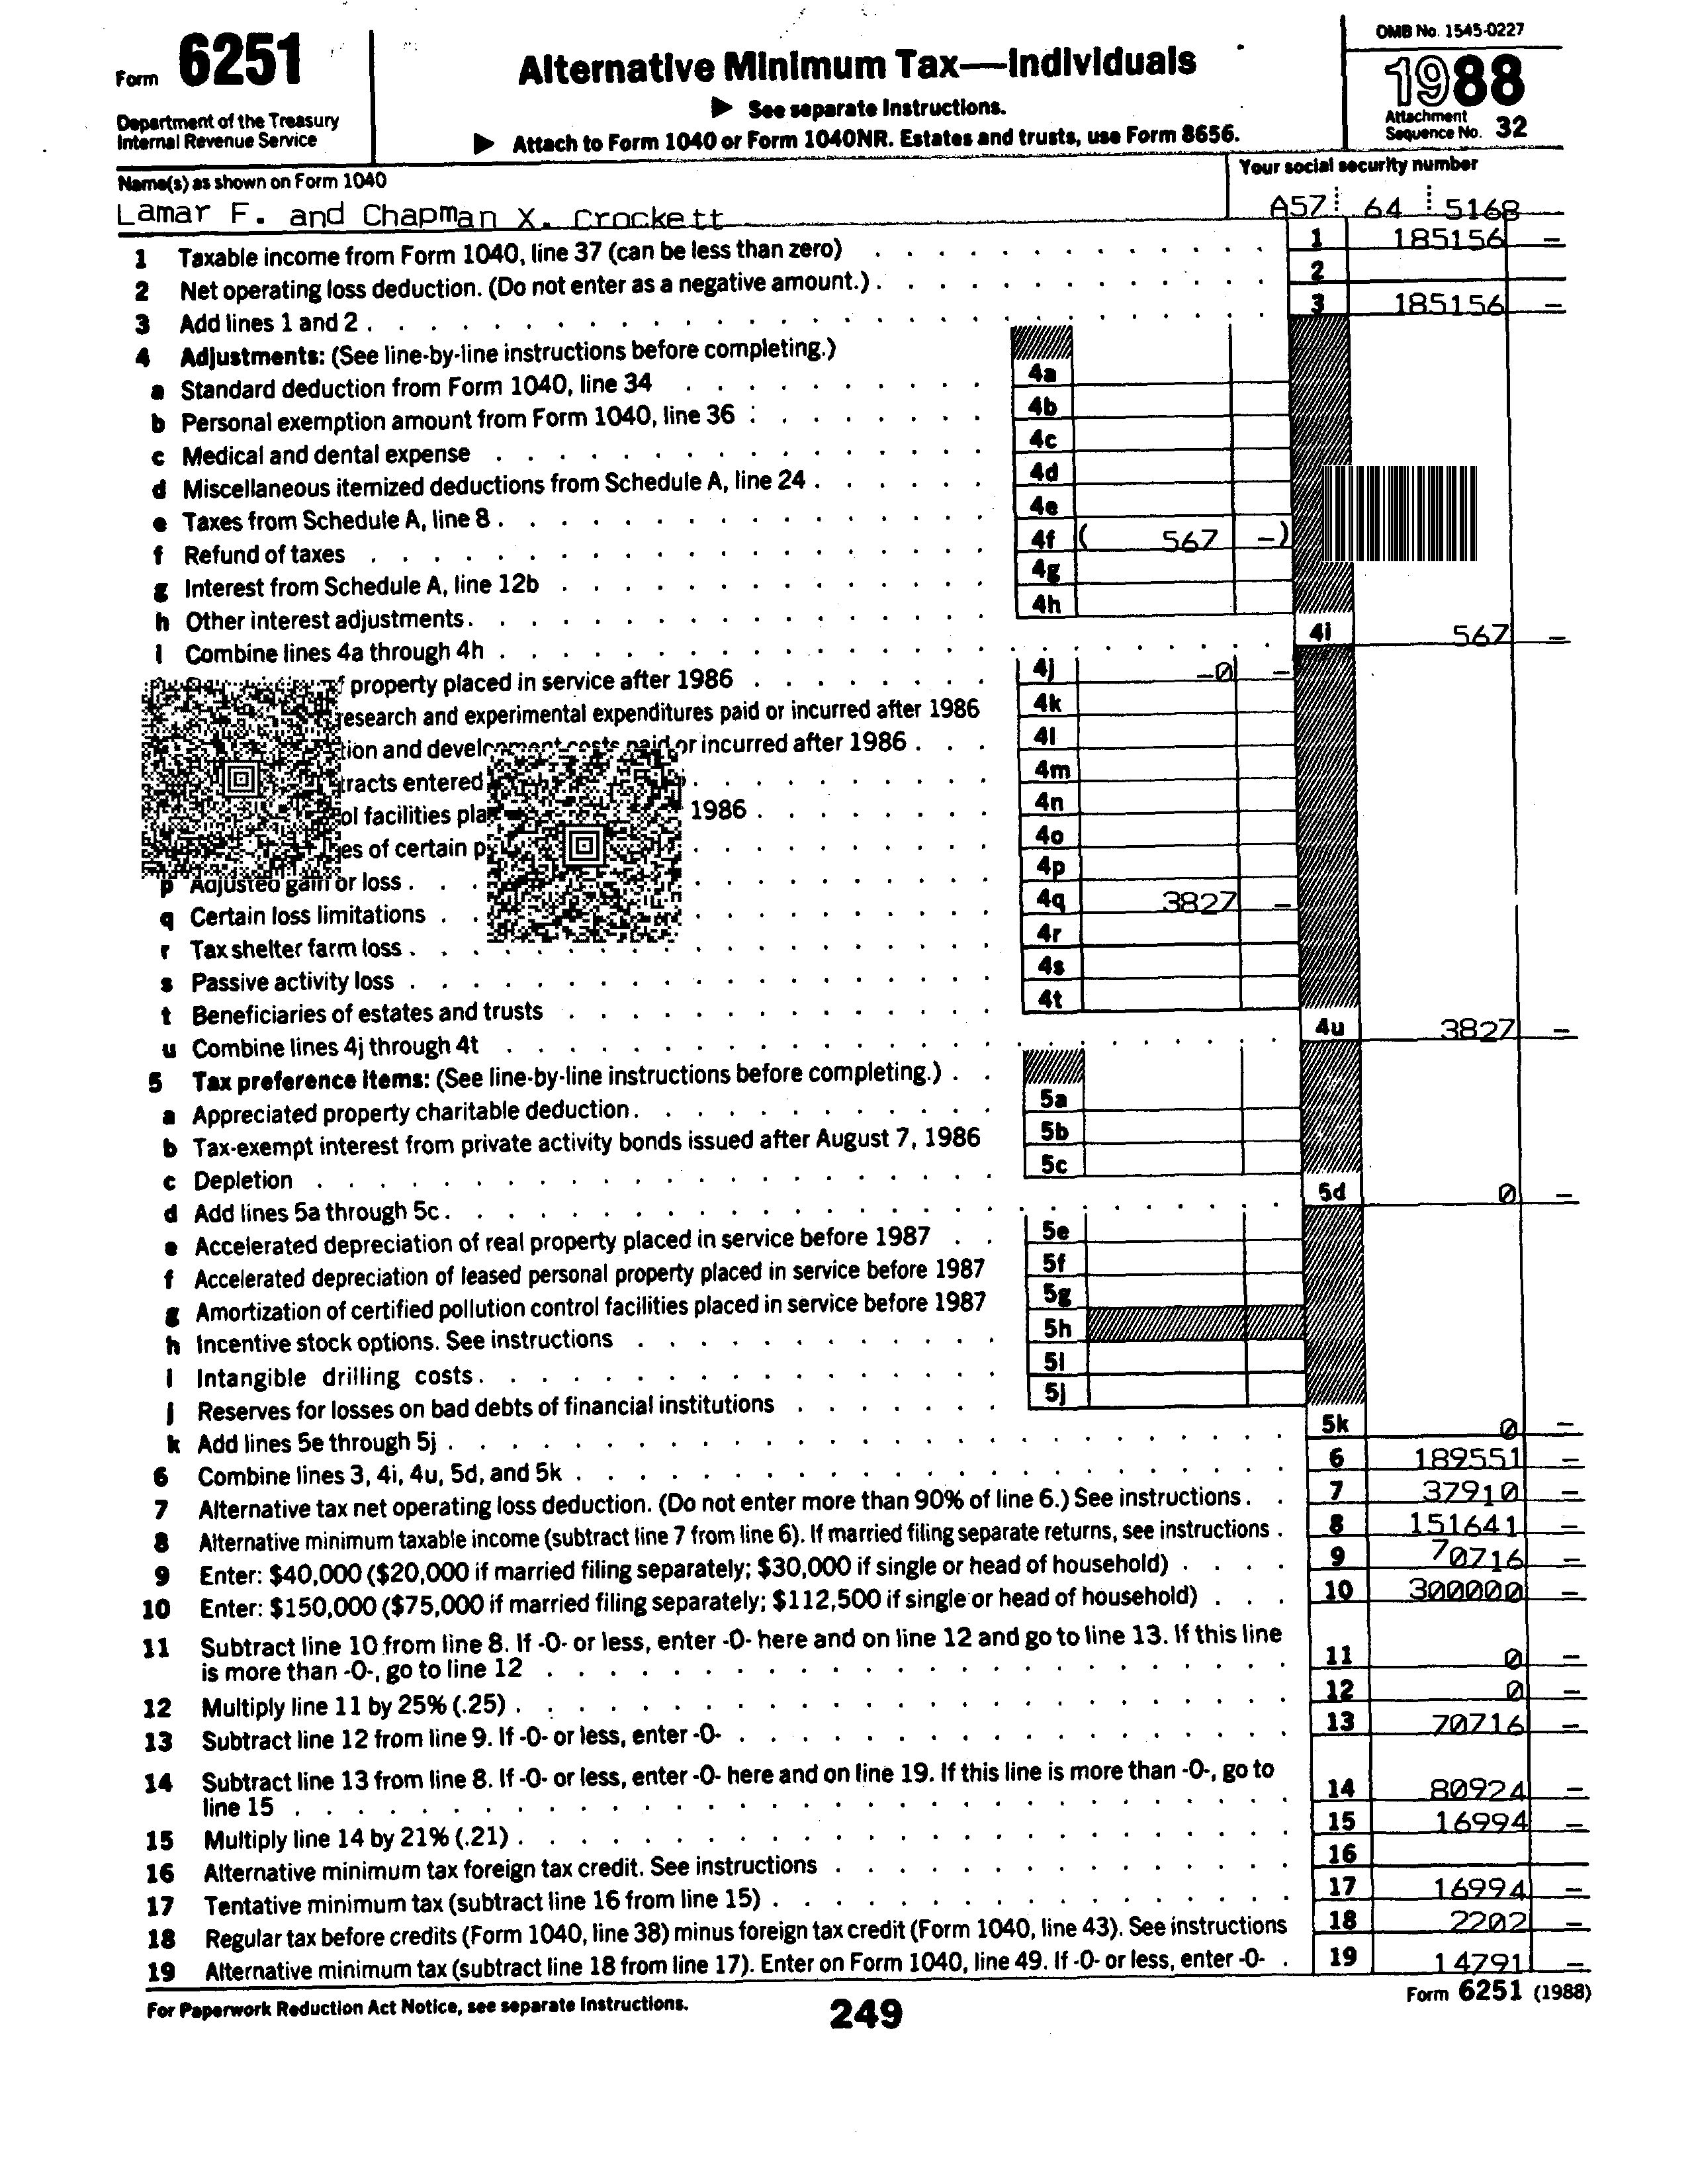 Form 6251
Department of the Treasury
Internal Revenue Service
Alternative Minimum Tax—Individuals
▶ See separate Instructions.
▶ Attach to Form 1040 or Form 1040NR. Estates and trusts, use Form 8656.
OMB No. 1545-0227
1988
Attachment
Sequence No. 32
Name(s) as shown on Form 1040
Your social security number
Lamar F. and Chapman X. Crockett A57 64 5168
1 Taxable income from Form 1040, line 37 (can be less than zero) 1 185156 –
2 Net operating loss deduction. (Do not enter as a negative amount.) 2
3 Add lines 1 and 2 3 185156 –
4 Adjustments: (See line-by-line instructions before completing.)
a Standard deduction from Form 1040, line 34 4a
b Personal exemption amount from Form 1040, line 36 4b
c Medical and dental expense 4c
d Miscellaneous itemized deductions from Schedule A, line 24 4d
e Taxes from Schedule A, line 8 4e
f Refund of taxes 4f ( 567 –)
g Interest from Schedule A, line 12b 4g
h Other interest adjustments 4h
i Combine lines 4a through 4h 4i 567 –
property placed in service after 1986 4j –0 –
research and experimental expenditures paid or incurred after 1986 4k
tion and development costs paid or incurred after 1986 4l
tracts entered 4m
ol facilities pla 1986 4n
es of certain p 4o
p Adjusted gain or loss 4p
q Certain loss limitations 4q 3827 –
r Tax shelter farm loss 4r
s Passive activity loss 4s
t Beneficiaries of estates and trusts 4t
u Combine lines 4j through 4t 4u 3827 –
5 Tax preference items: (See line-by-line instructions before completing.)
a Appreciated property charitable deduction 5a
b Tax-exempt interest from private activity bonds issued after August 7, 1986 5b
c Depletion 5c
d Add lines 5a through 5c 5d 0 –
e Accelerated depreciation of real property placed in service before 1987 5e
f Accelerated depreciation of leased personal property placed in service before 1987 5f
g Amortization of certified pollution control facilities placed in service before 1987 5g
h Incentive stock options. See instructions 5h
i Intangible drilling costs 5i
j Reserves for losses on bad debts of financial institutions 5j
k Add lines 5e through 5j 5k 0 –
6 Combine lines 3, 4i, 4u, 5d, and 5k 6 189551 –
7 Alternative tax net operating loss deduction. (Do not enter more than 90% of line 6.) See instructions 7 37910 –
8 Alternative minimum taxable income (subtract line 7 from line 6). If married filing separate returns, see instructions 8 151641 –
9 Enter: $40,000 ($20,000 if married filing separately; $30,000 if single or head of household) 9 70716 –
10 Enter: $150,000 ($75,000 if married filing separately; $112,500 if single or head of household) 10 300000 –
11 Subtract line 10 from line 8. If -0- or less, enter -0- here and on line 12 and go to line 13. If this line
is more than -0-, go to line 12 11 0 –
12 Multiply line 11 by 25% (.25) 12 0 –
13 Subtract line 12 from line 9. If -0- or less, enter -0- 13 70716 –
14 Subtract line 13 from line 8. If -0- or less, enter -0- here and on line 19. If this line is more than -0-, go to
line 15 14 80924 –
15 Multiply line 14 by 21% (.21) 15 16994 –
16 Alternative minimum tax foreign tax credit. See instructions 16
17 Tentative minimum tax (subtract line 16 from line 15) 17 16994 –
18 Regular tax before credits (Form 1040, line 38) minus foreign tax credit (Form 1040, line 43). See instructions 18 2202 –
19 Alternative minimum tax (subtract line 18 from line 17). Enter on Form 1040, line 49. If -0- or less, enter -0- 19 14791 –
For Paperwork Reduction Act Notice, see separate Instructions.
249
Form 6251 (1988)